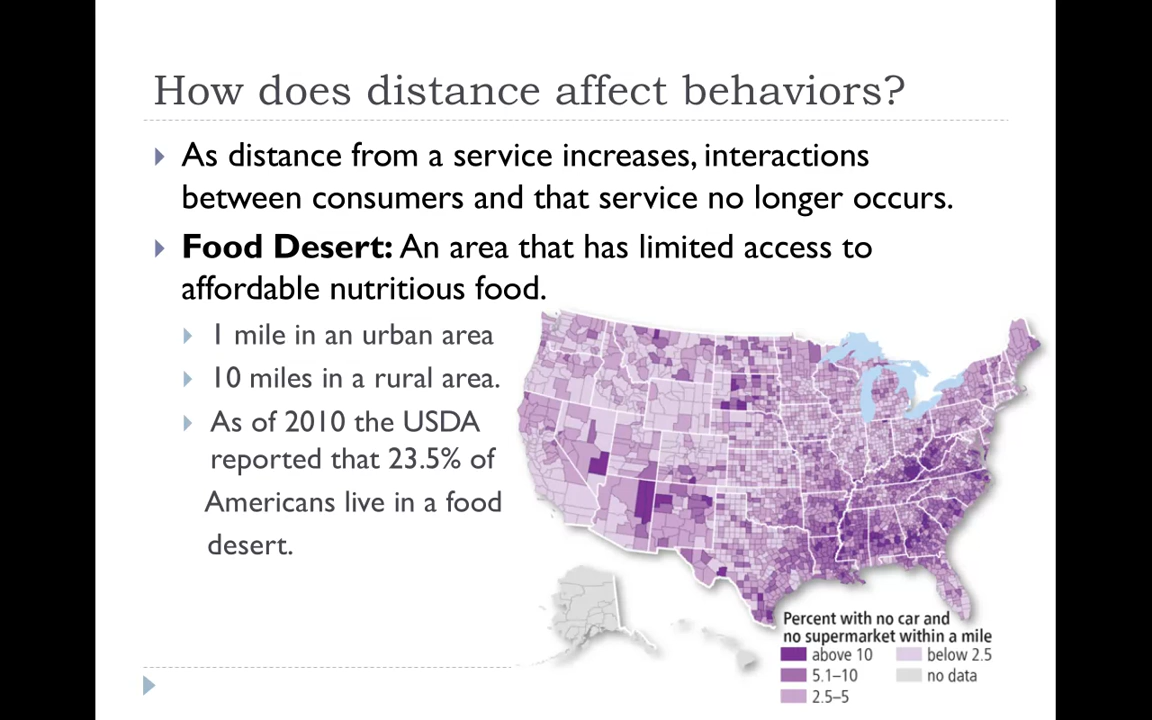 How does distance affect behaviors?
As distance from a service increases, interactions
between consumers and that service no longer occurs.
Food Desert: An area that has limited access to
affordable nutritious food.
1 mile in an urban area
10 miles in a rural area.
As of 2010 the USDA
reported that 23.5% of
Americans live in a food
desert.
Percent with no car and
no supermarket within a mile
above 10
below 2.5
5.1–10
no data
2.5–5